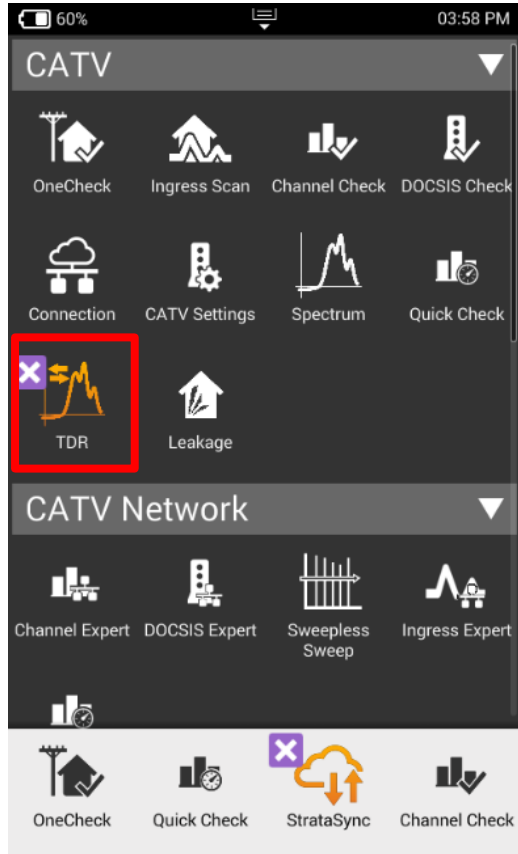 60% 03:58 PM
CATV
OneCheck Ingress Scan Channel Check DOCSIS Check
Connection CATV Settings Spectrum Quick Check
TDR Leakage
CATV Network
Channel Expert DOCSIS Expert Sweepless Ingress Expert
Sweep
OneCheck Quick Check StrataSync Channel Check